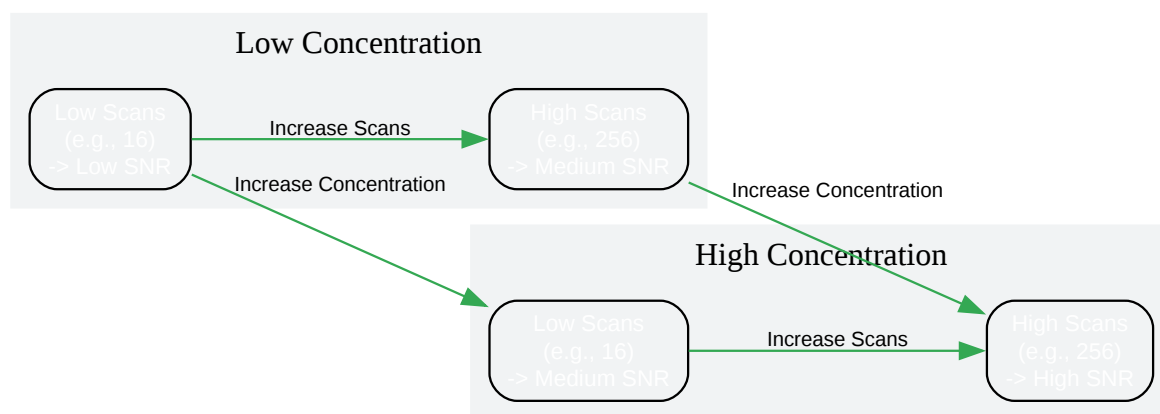 Low Concentration
Low Scans
(e.g., 16)
-> Low SNR
Increase Scans
High Scans
(e.g., 256)
-> Medium SNR
Increase Concentration
Increase Concentration
High Concentration
Low Scans
(e.g., 16)
-> Medium SNR
Increase Scans
High Scans
(e.g., 256)
-> High SNR